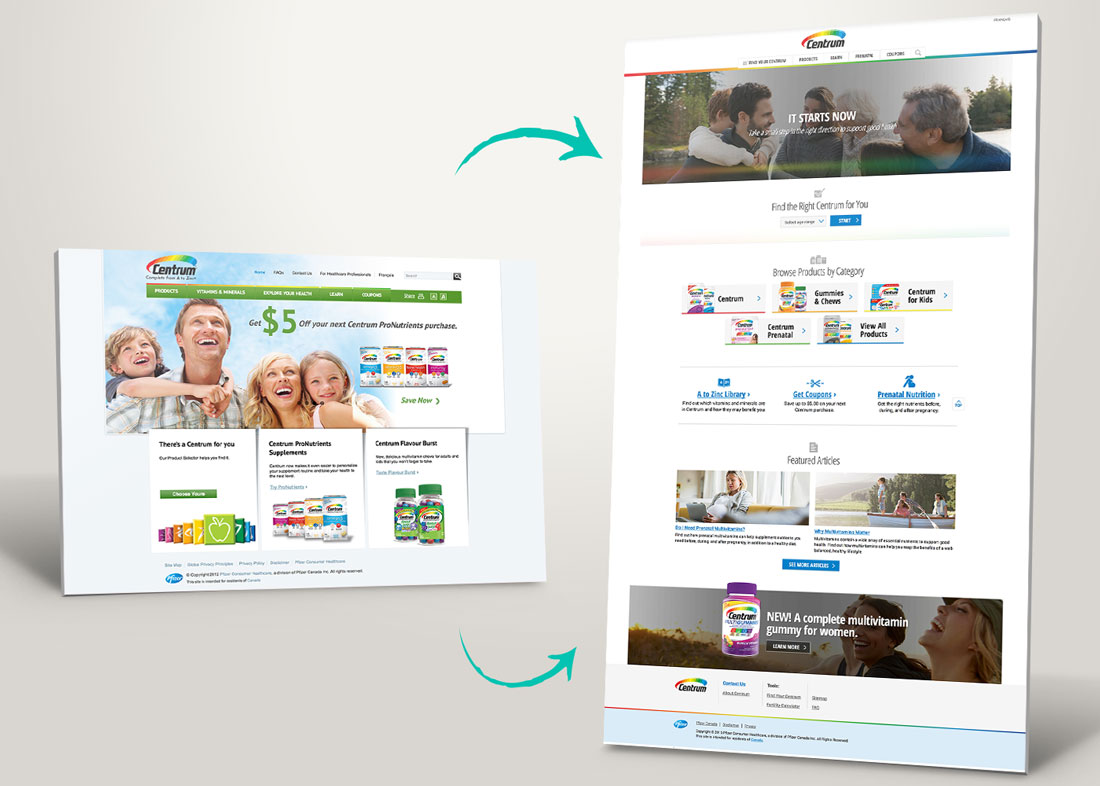 Centrum
Complete from A to Zinc
Home FAQs Contact Us For Healthcare Professionals Français
Search
PRODUCTS VITAMINS & MINERALS EXPLORE YOUR HEALTH LEARN COUPONS Share A A
Get $5 Off your next Centrum ProNutrients purchase.
Save Now
There's a Centrum for you
Our Product Selector helps you find it.
Choose Yours
Centrum ProNutrients
Supplements
Centrum now makes it even easier to personalize
your supplement routine and take your health to
the next level
Try ProNutrients
Centrum Flavour Burst
New, delicious multivitamin chews for adults and
kids that you won't forget to take.
Taste Flavour Burst
Site Map Global Privacy Principles Privacy Policy Disclaimer Pfizer Consumer Healthcare
Pfizer
© Copyright 2012 Pfizer Consumer Healthcare, a division of Pfizer Canada Inc. All rights reserved.
This site is intended for residents of Canada
FRANÇAIS
Centrum
FIND YOUR CENTRUM PRODUCTS LEARN PRENATAL COUPONS
IT STARTS NOW
Take a small step in the right direction to support good
Find the Right Centrum for You
Select age range START
Browse Products by Category
Centrum
Gummies
& Chews
Centrum
for Kids
Centrum
Prenatal
View All
Products
A to Zinc Library
Find out which vitamins and minerals are
in Centrum and how they may benefit you
Get Coupons
Save up to $5.00 on your next
Centrum purchase.
Prenatal Nutrition
Get the right nutrients before,
during, and after pregnancy.
TOP
Featured Articles
Do I Need Prenatal Multivitamins?
Find out how prenatal multivitamins can help supplement nutrients you
need before, during, and after pregnancy, in addition to a healthy diet.
Why Multivitamins Matter
Multivitamins contain a wide array of essential nutrients to support good
health. Find out how multivitamins can help you reap the benefits of a well-
balanced, healthy lifestyle.
SEE MORE ARTICLES
Centrum
MULTIGUMMIES
NEW! A complete multivitamin
gummy for women.
LEARN MORE
Centrum
Contact Us
About Centrum
Tools:
Find Your Centrum
Fertility Calculator
Sitemap
FAQ
Pfizer
Pfizer Canada | Disclaimer | Privacy
Copyright © 2015 Pfizer Consumer Healthcare, a division of Pfizer Canada Inc. All Rights Reserved.
This site is intended for residents of Canada.